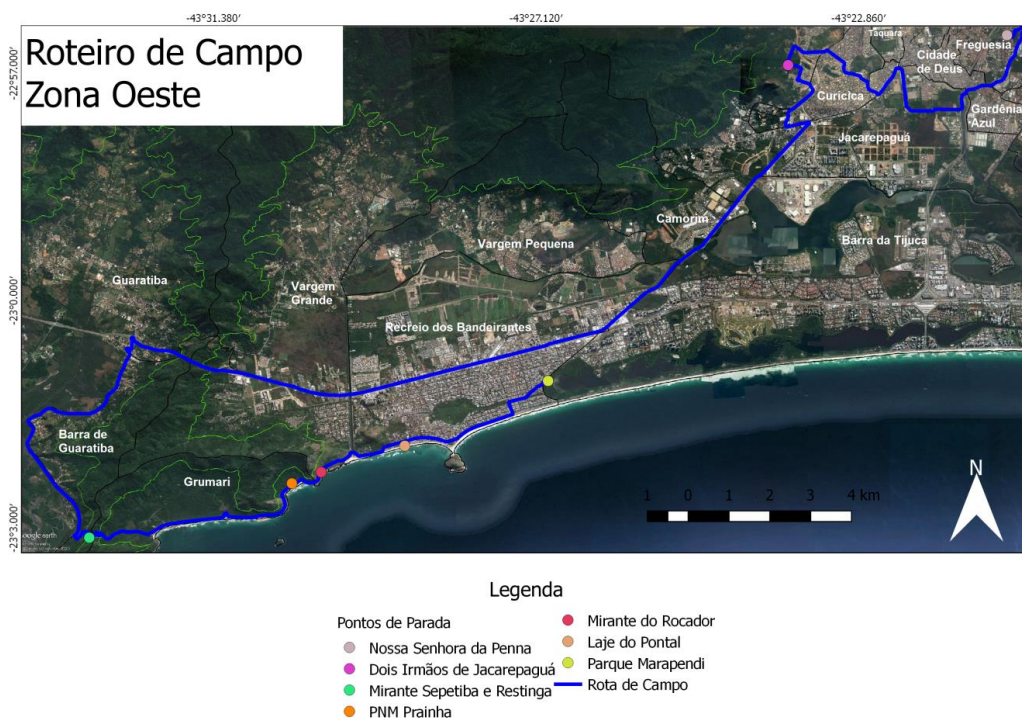 -43°31.380'
-43°27.120'
-43°22.860'
Roteiro de Campo
Zona Oeste
-22°57.000'
-23°0.000'
-23°3.000'
Taquara
Freguesia
Cidade
de Deus
Curicica
Gardênia
Azul
Jacarepaguá
Camorim
Vargem Pequena
Barra da Tijuca
Guaratiba
Vargem
Grande
Recreio dos Bandeirantes
Barra de
Guaratiba
Grumari
N
1 0 1 2 3 4 km
Google earth
Legenda
Pontos de Parada
Nossa Senhora da Penna
Dois Irmãos de Jacarepaguá
Mirante Sepetiba e Restinga
PNM Prainha
Mirante do Rocador
Laje do Pontal
Parque Marapendi
Rota de Campo